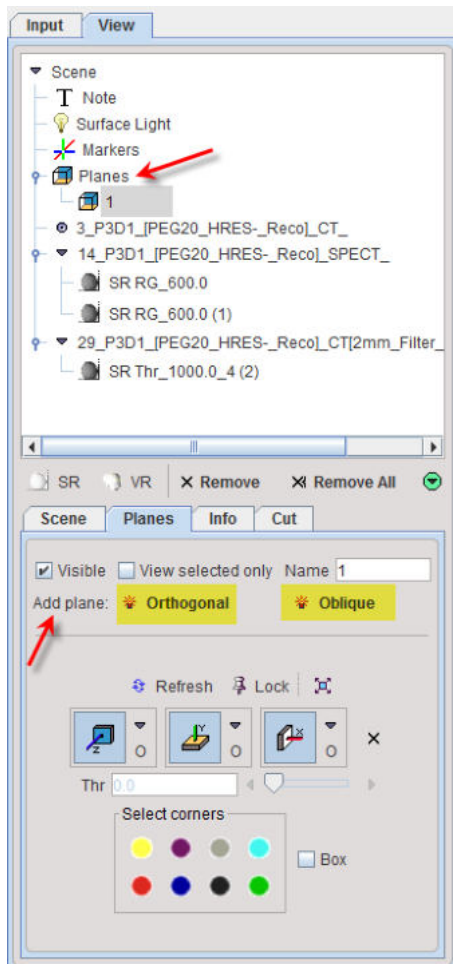 Input View
Scene
T Note
Surface Light
Markers
Planes
1
3_P3D1_[PEG20_HRES-_Reco]_CT_
14_P3D1_[PEG20_HRES-_Reco]_SPECT_
SR RG_600.0
SR RG_600.0 (1)
29_P3D1_[PEG20_HRES-_Reco]_CT[2mm_Filter_
SR Thr_1000.0_4 (2)
SR VR Remove Remove All
Scene Planes Info Cut
Visible View selected only Name 1
Add plane: Orthogonal Oblique
Refresh Lock
Z O Y O X O
Thr 0.0
Select corners
Box